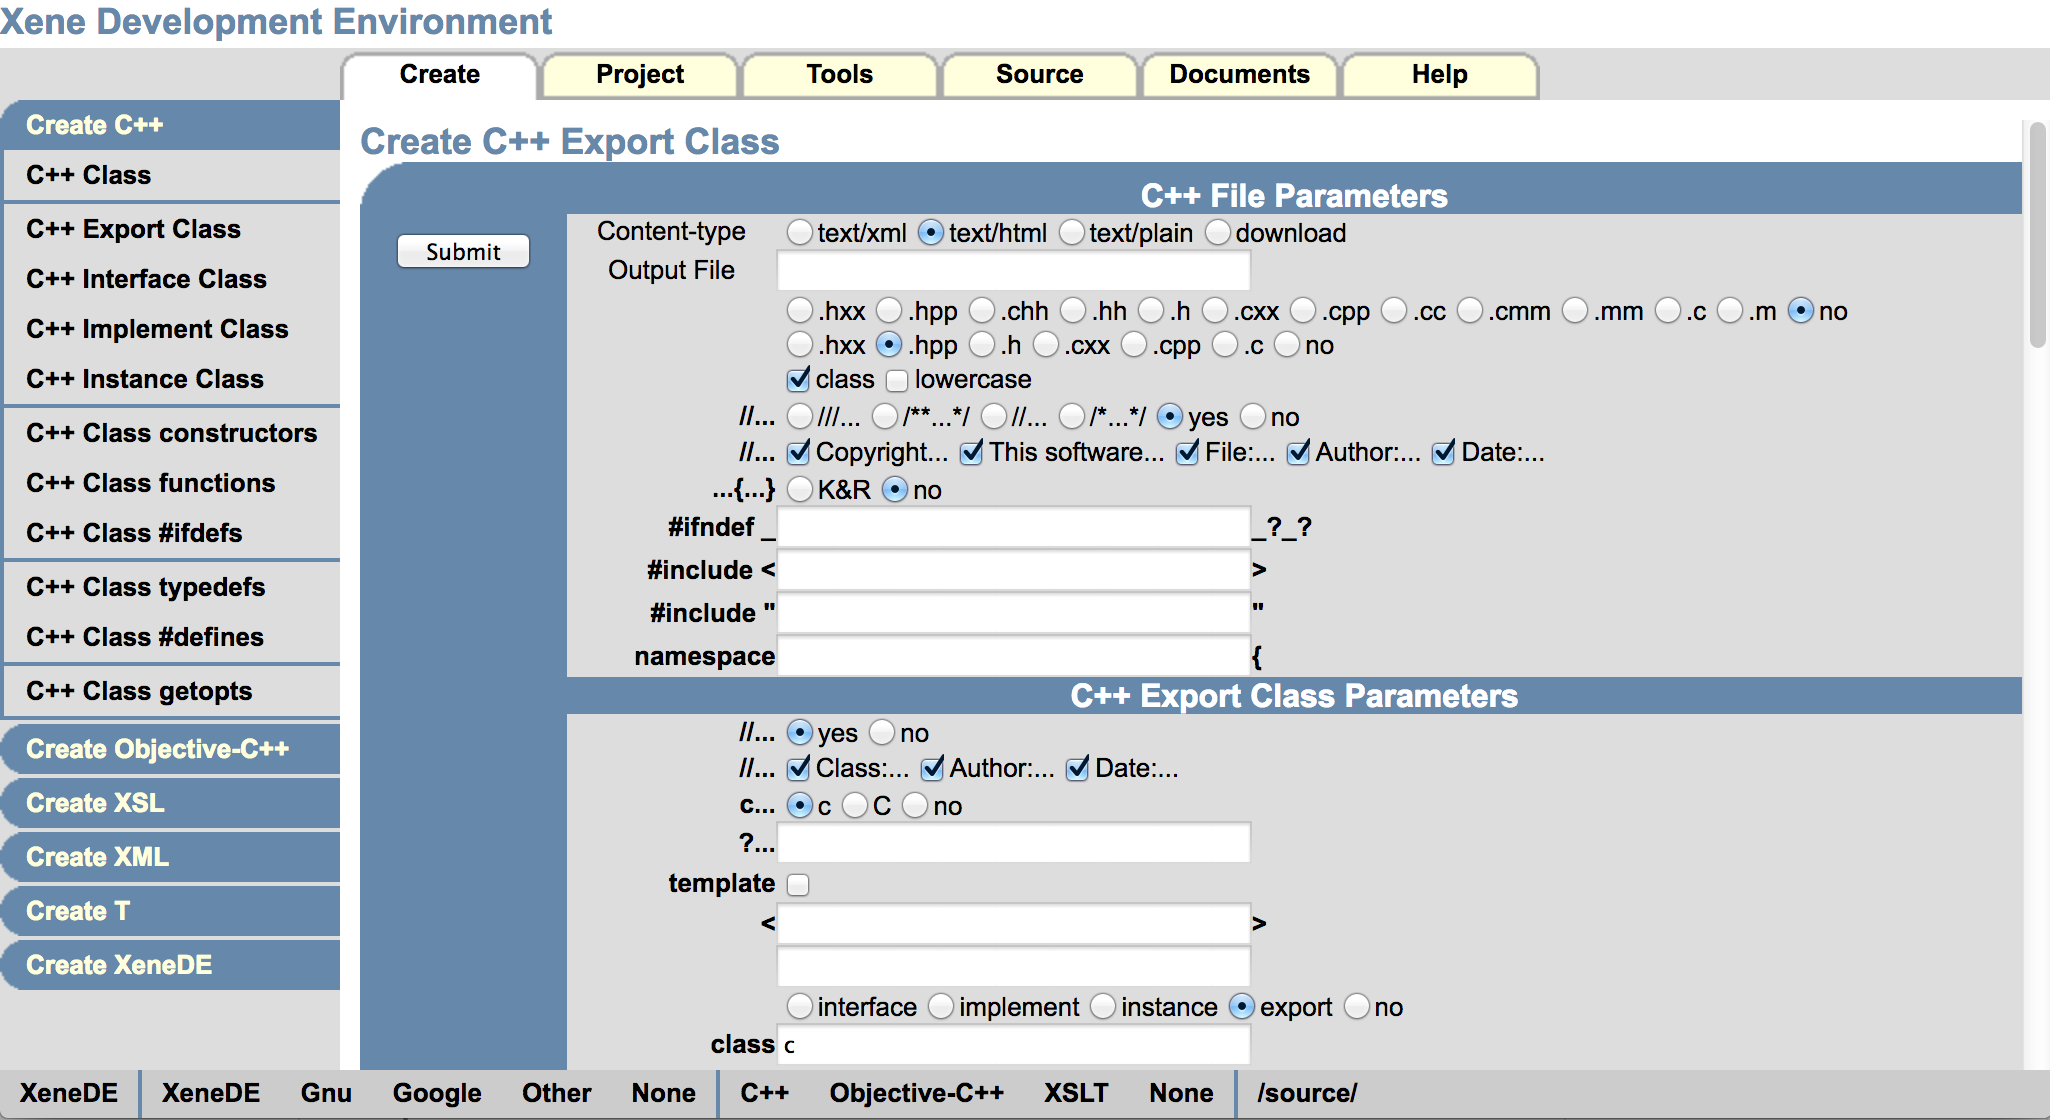 Xene Development Environment
Create Project Tools Source Documents Help
Create C++
C++ Class
C++ Export Class
C++ Interface Class
C++ Implement Class
C++ Instance Class
C++ Class constructors
C++ Class functions
C++ Class #ifdefs
C++ Class typedefs
C++ Class #defines
C++ Class getopts
Create Objective-C++
Create XSL
Create XML
Create T
Create XeneDE
Create C++ Export Class
Submit
C++ File Parameters
Content-type text/xml text/html text/plain download
Output File
.hxx .hpp .chh .hh .h .cxx .cpp .cc .cmm .mm .c .m no
.hxx .hpp .h .cxx .cpp .c no
class lowercase
//... ///... /**...*/ //... /*...*/ yes no
//... Copyright... This software... File:... Author:... Date:...
...{...} K&R no
#ifndef _ _?_?
#include < >
#include " "
namespace {
C++ Export Class Parameters
//... yes no
//... Class:... Author:... Date:...
c... c C no
?...
template
< >
interface implement instance export no
class c
XeneDE XeneDE Gnu Google Other None C++ Objective-C++ XSLT None /source/